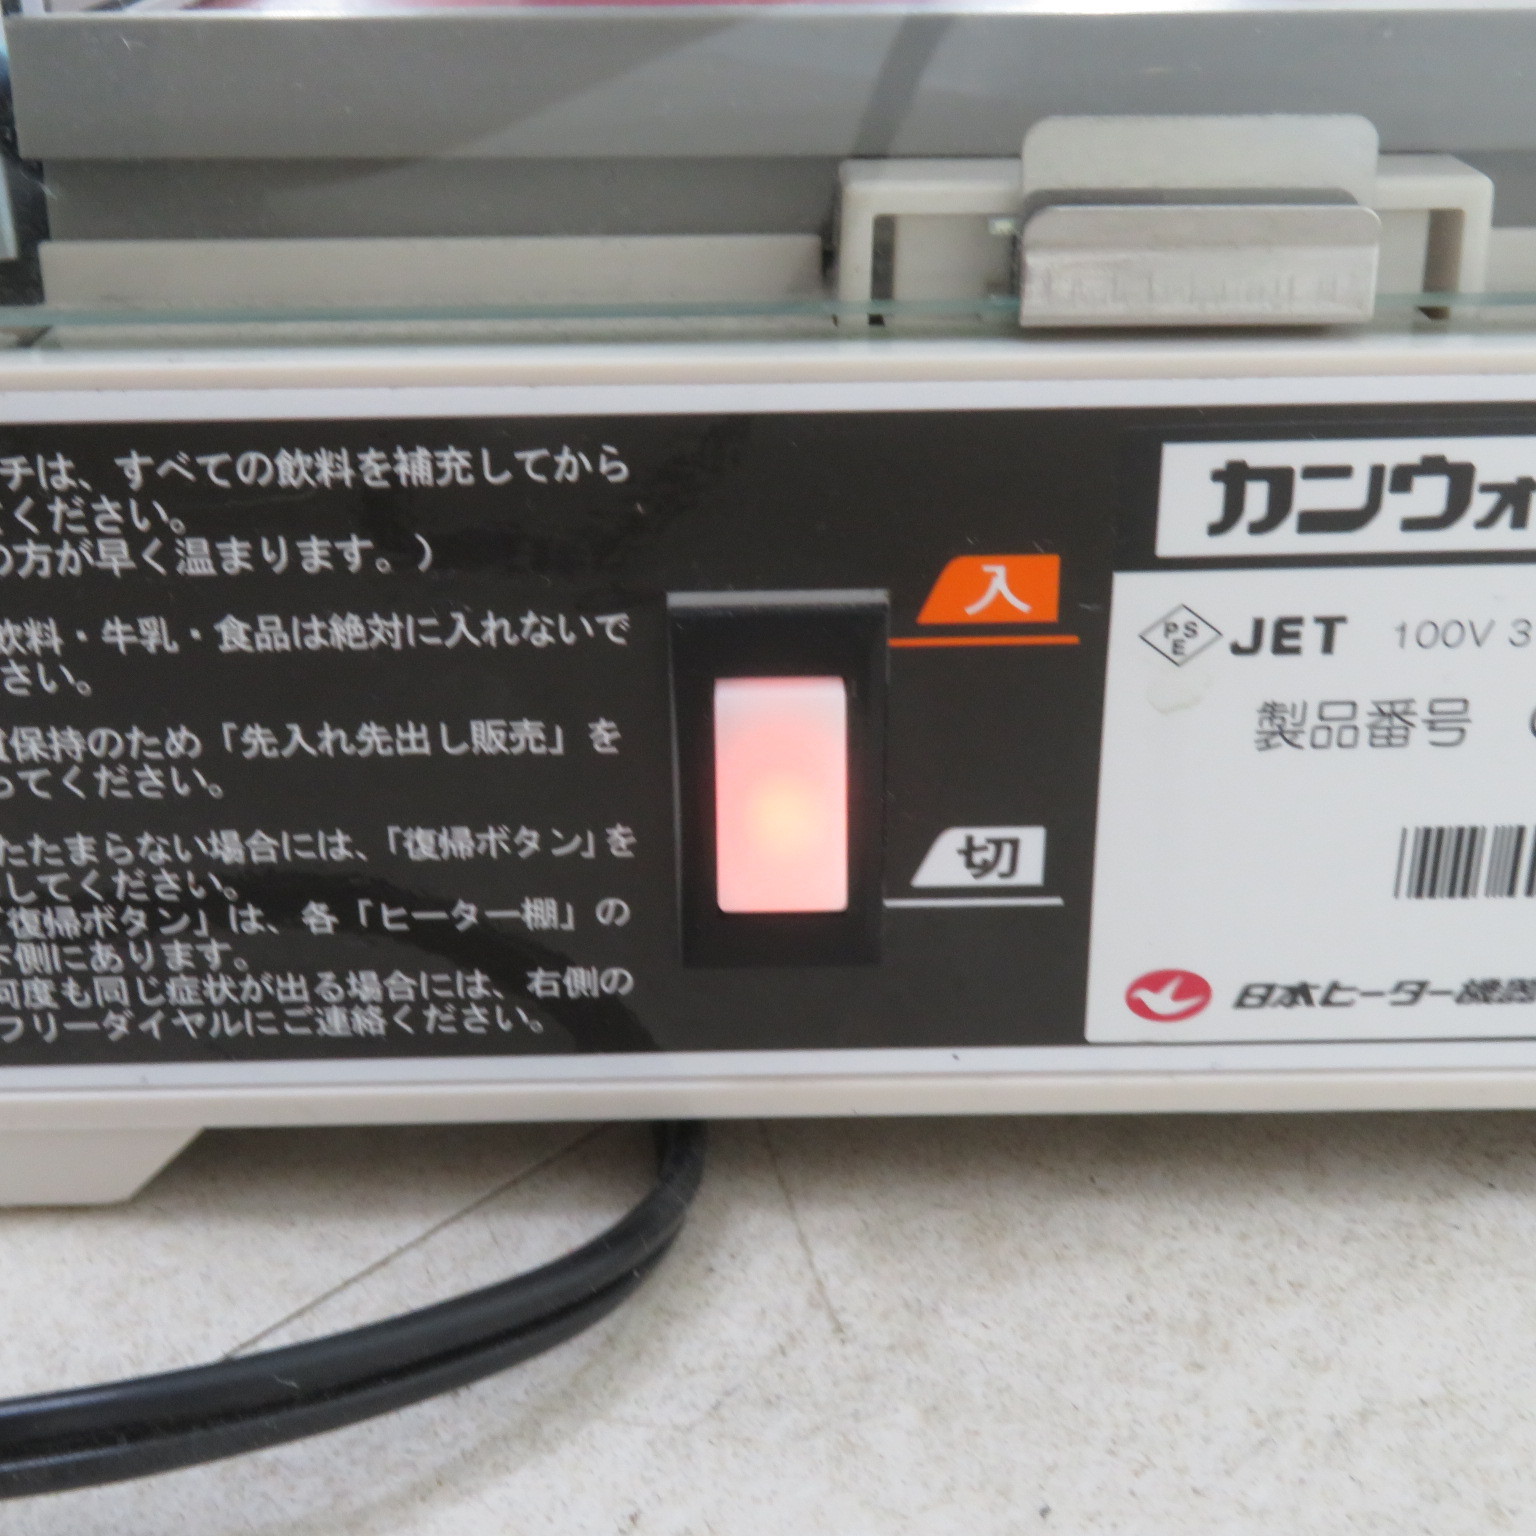 チは、すべての飲料を補充してから
ください。
の方が早く温まります。）
飲料・牛乳・食品は絶対に入れないで
さい。
保持のため「先入れ先出し販売」を
ってください。
たたまらない場合には、「復帰ボタン」を
してください。
「復帰ボタン」は、各「ヒーター棚」の
側にあります。
何度も同じ症状が出る場合には、右側の
フリーダイヤルにご連絡ください。
入
切
カンウォ
PSE JET 100V 3
製品番号
日本ヒーター機器